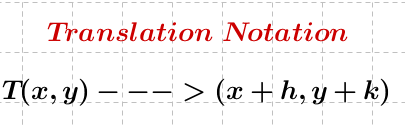 Translation Notation
T(x, y) − − − > (x + h, y + k)